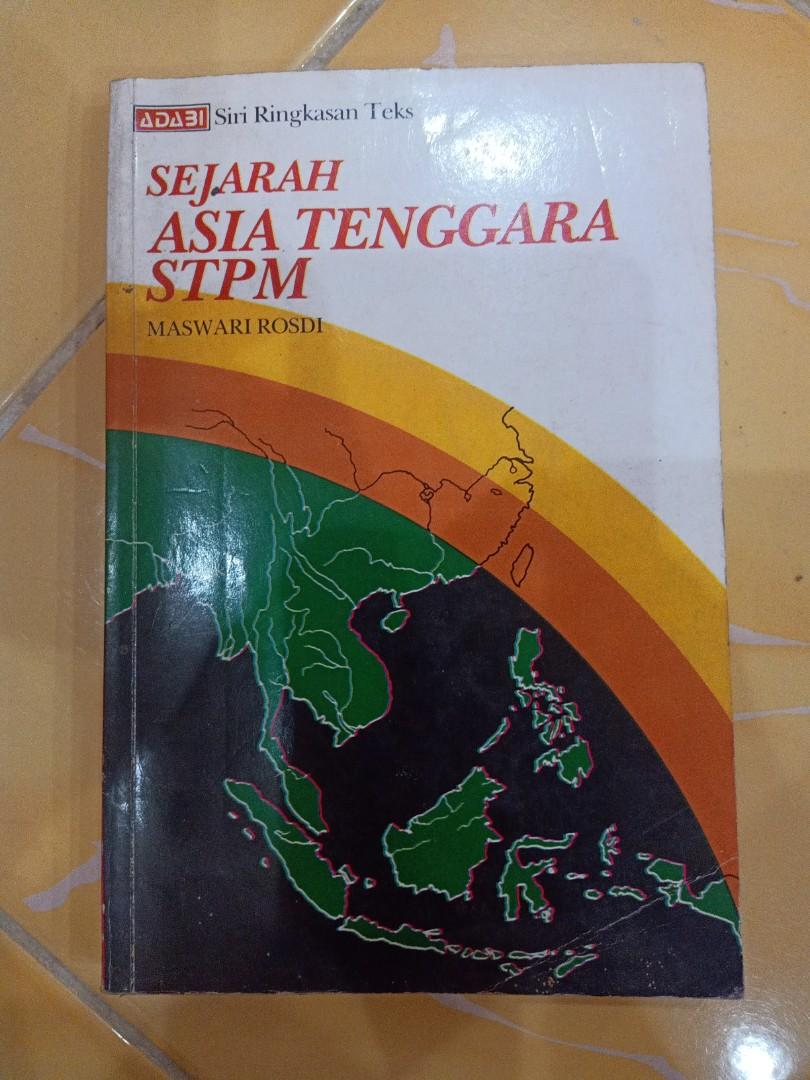 ADABI Siri Ringkasan Teks
SEJARAH
ASIA TENGGARA
STPM
MASWARI ROSDI